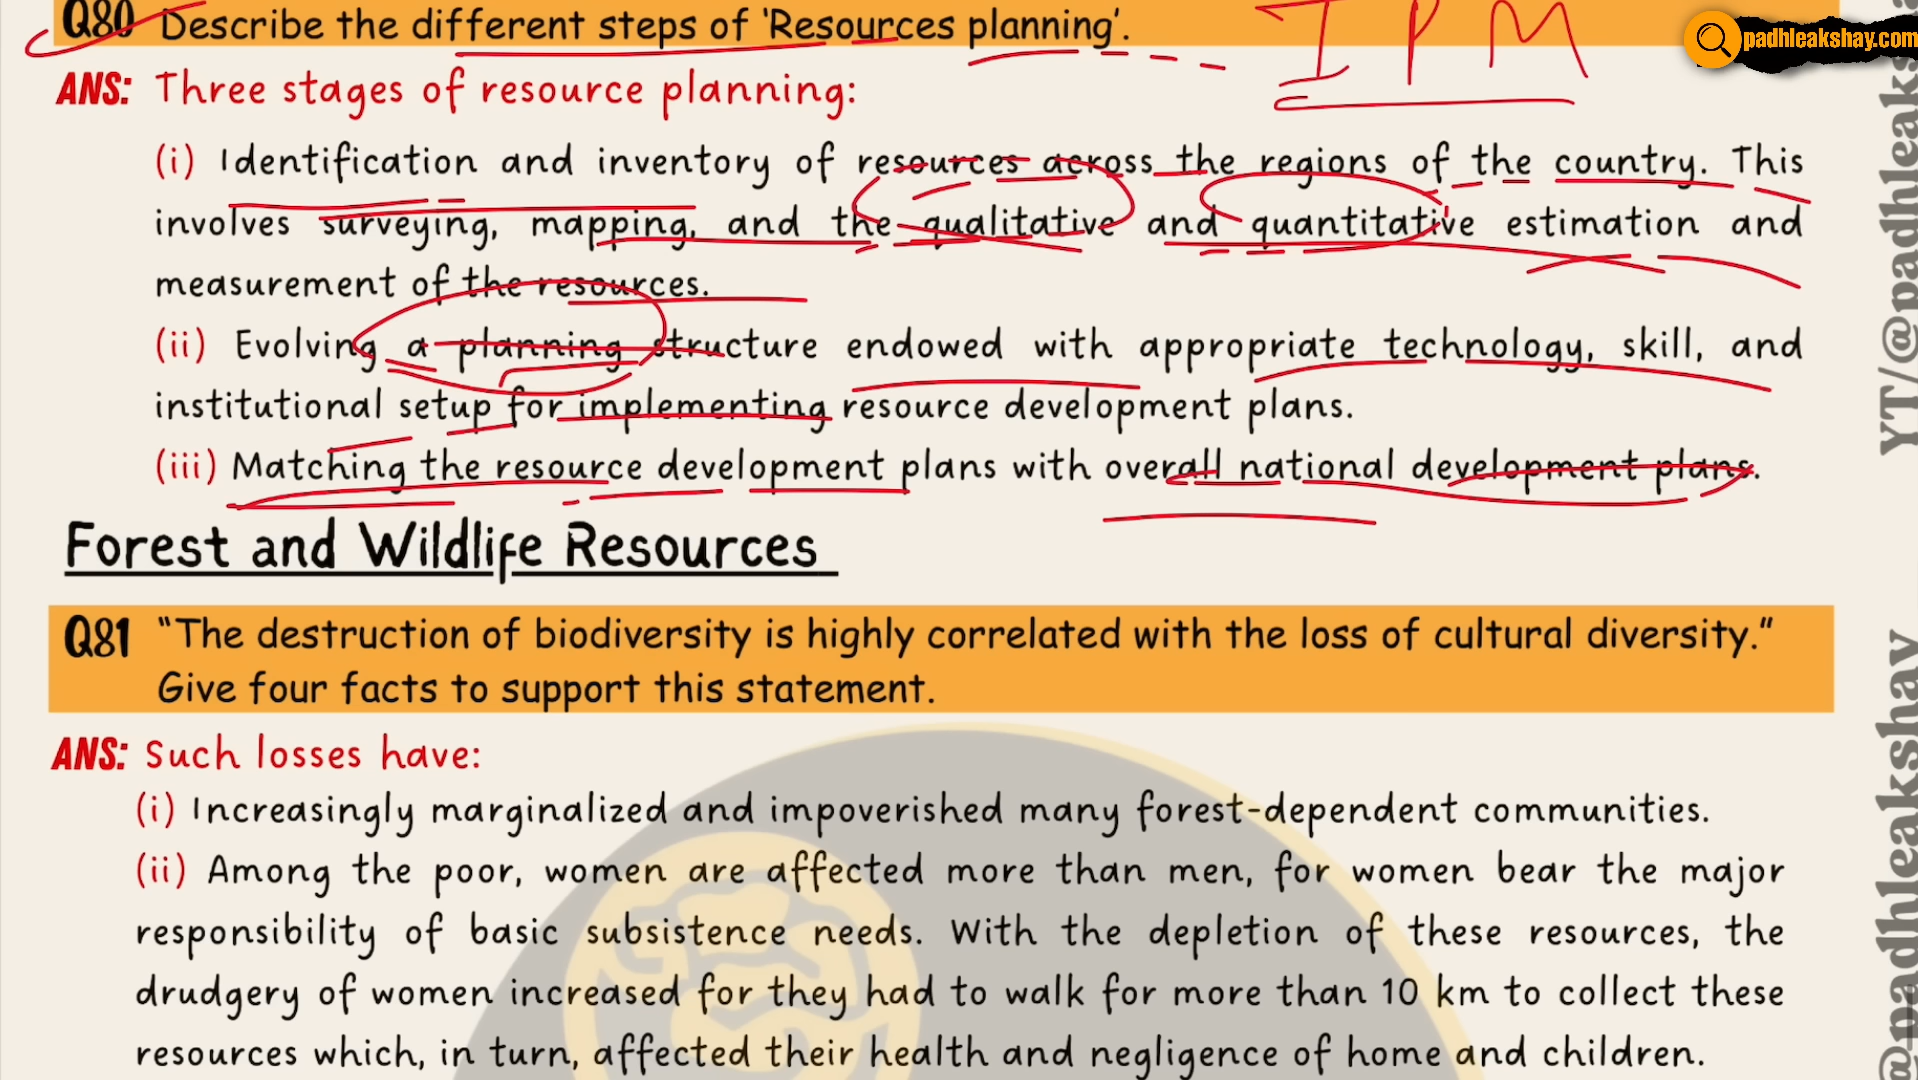 Q80 Describe the different steps of 'Resources planning'.
I P M
padhleakshay.com
ANS: Three stages of resource planning:
(i) Identification and inventory of resources across the regions of the country. This
involves surveying, mapping, and the qualitative and quantitative estimation and
measurement of the resources.
(ii) Evolving a planning structure endowed with appropriate technology, skill, and
institutional setup for implementing resource development plans.
(iii) Matching the resource development plans with overall national development plans.
Forest and Wildlife Resources
Q81 "The destruction of biodiversity is highly correlated with the loss of cultural diversity."
Give four facts to support this statement.
ANS: Such losses have:
(i) Increasingly marginalized and impoverished many forest-dependent communities.
(ii) Among the poor, women are affected more than men, for women bear the major
responsibility of basic subsistence needs. With the depletion of these resources, the
drudgery of women increased for they had to walk for more than 10 km to collect these
resources which, in turn, affected their health and negligence of home and children.
YT/@padhleaks
@padhleakshay